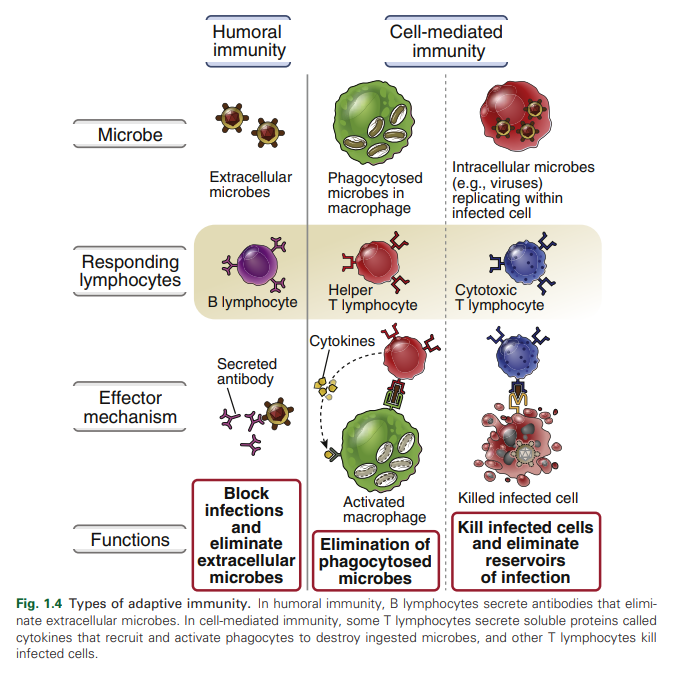 Humoral
immunity
Cell-mediated
immunity
Microbe
Extracellular
microbes
Phagocytosed
microbes in
macrophage
Intracellular microbes
(e.g., viruses)
replicating within
infected cell
Responding
lymphocytes
B lymphocyte
Helper
T lymphocyte
Cytotoxic
T lymphocyte
Effector
mechanism
Secreted
antibody
Cytokines
Activated
macrophage
Killed infected cell
Functions
Block
infections
and
eliminate
extracellular
microbes
Elimination of
phagocytosed
microbes
Kill infected cells
and eliminate
reservoirs
of infection
Fig. 1.4 Types of adaptive immunity. In humoral immunity, B lymphocytes secrete antibodies that elimi-
nate extracellular microbes. In cell-mediated immunity, some T lymphocytes secrete soluble proteins called
cytokines that recruit and activate phagocytes to destroy ingested microbes, and other T lymphocytes kill
infected cells.